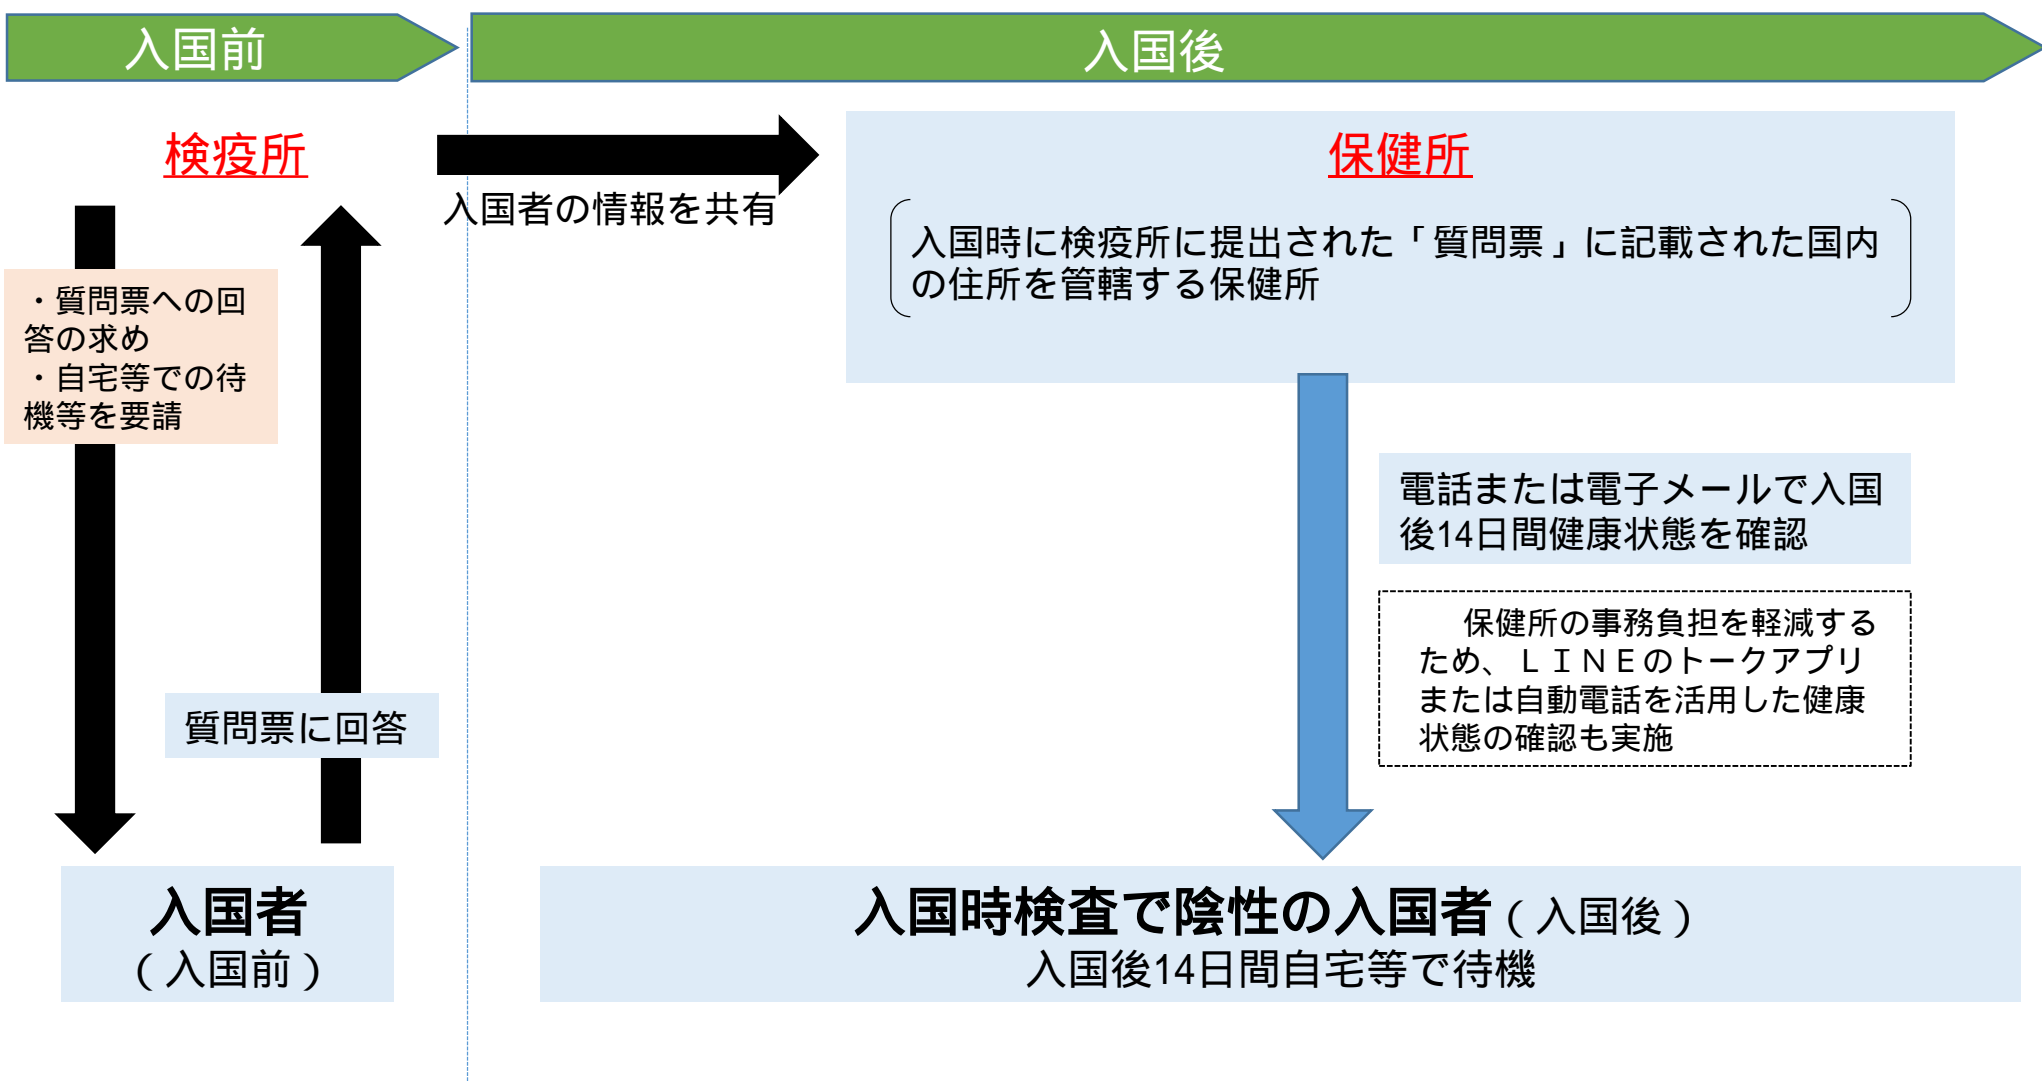 入国前
入国後
検疫所
入国者の情報を共有
保健所
入国時に検疫所に提出された「質問票」に記載された国内
の住所を管轄する保健所
・質問票への回
答の求め
・自宅等での待
機等を要請
質問票に回答
電話または電子メールで入国
後14日間健康状態を確認
保健所の事務負担を軽減する
ため、ＬＩＮＥのトークアプリ
または自動電話を活用した健康
状態の確認も実施
入国者
（入国前）
入国時検査で陰性の入国者（入国後）
入国後14日間自宅等で待機